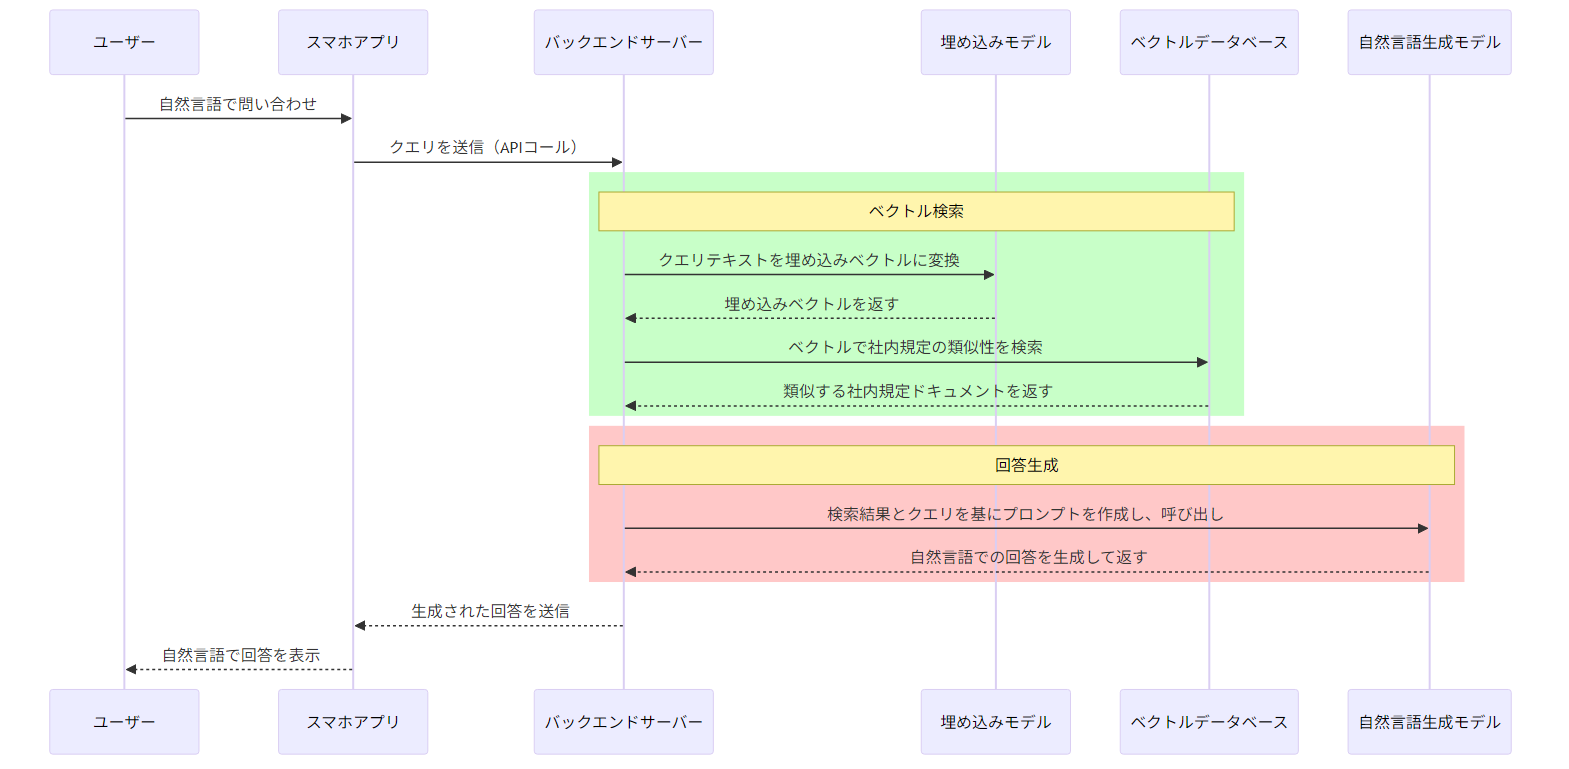 ユーザー
スマホアプリ
バックエンドサーバー
埋め込みモデル
ベクトルデータベース
自然言語生成モデル
自然言語で問い合わせ
クエリを送信（APIコール）
ベクトル検索
クエリテキストを埋め込みベクトルに変換
埋め込みベクトルを返す
ベクトルで社内規定の類似性を検索
類似する社内規定ドキュメントを返す
回答生成
検索結果とクエリを基にプロンプトを作成し、呼び出し
自然言語での回答を生成して返す
生成された回答を送信
自然言語で回答を表示
ユーザー
スマホアプリ
バックエンドサーバー
埋め込みモデル
ベクトルデータベース
自然言語生成モデル